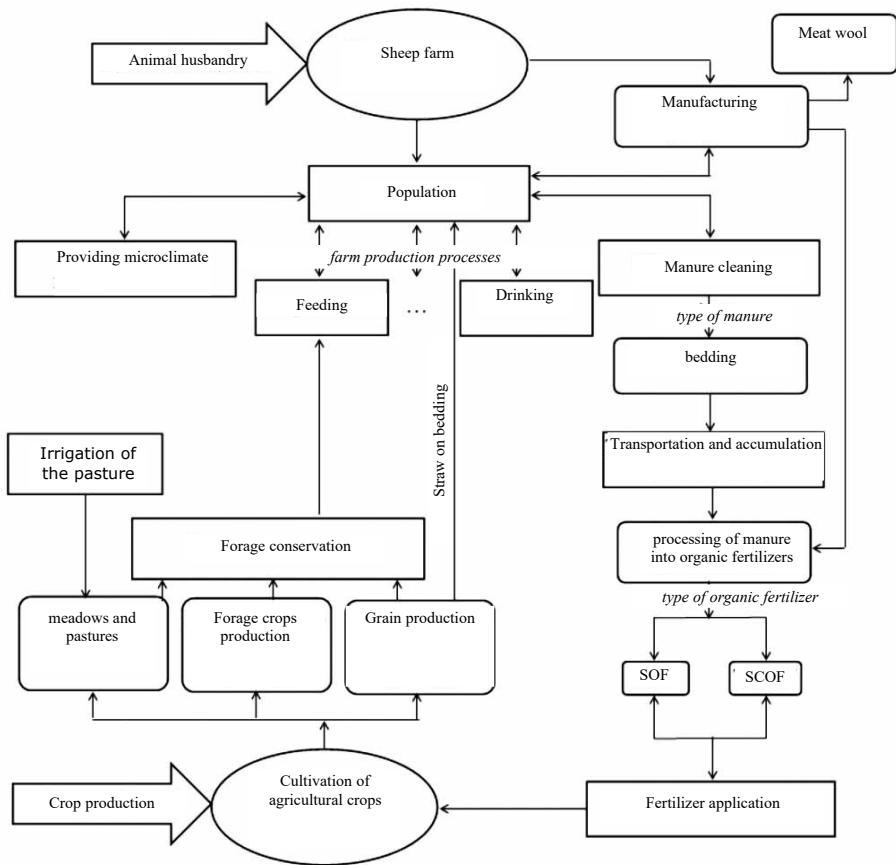 Meat wool
Animal husbandry
Sheep farm
Manufacturing
Population
Providing microclimate
farm production processes
Manure cleaning
Feeding
...
Drinking
type of manure
bedding
Straw on bedding
Irrigation of
the pasture
Transportation and accumulation
Forage conservation
processing of manure
into organic fertilizers
type of organic fertilizer
meadows and
pastures
Forage crops
production
Grain production
SOF
SCOF
Crop production
Cultivation of
agricultural crops
Fertilizer application